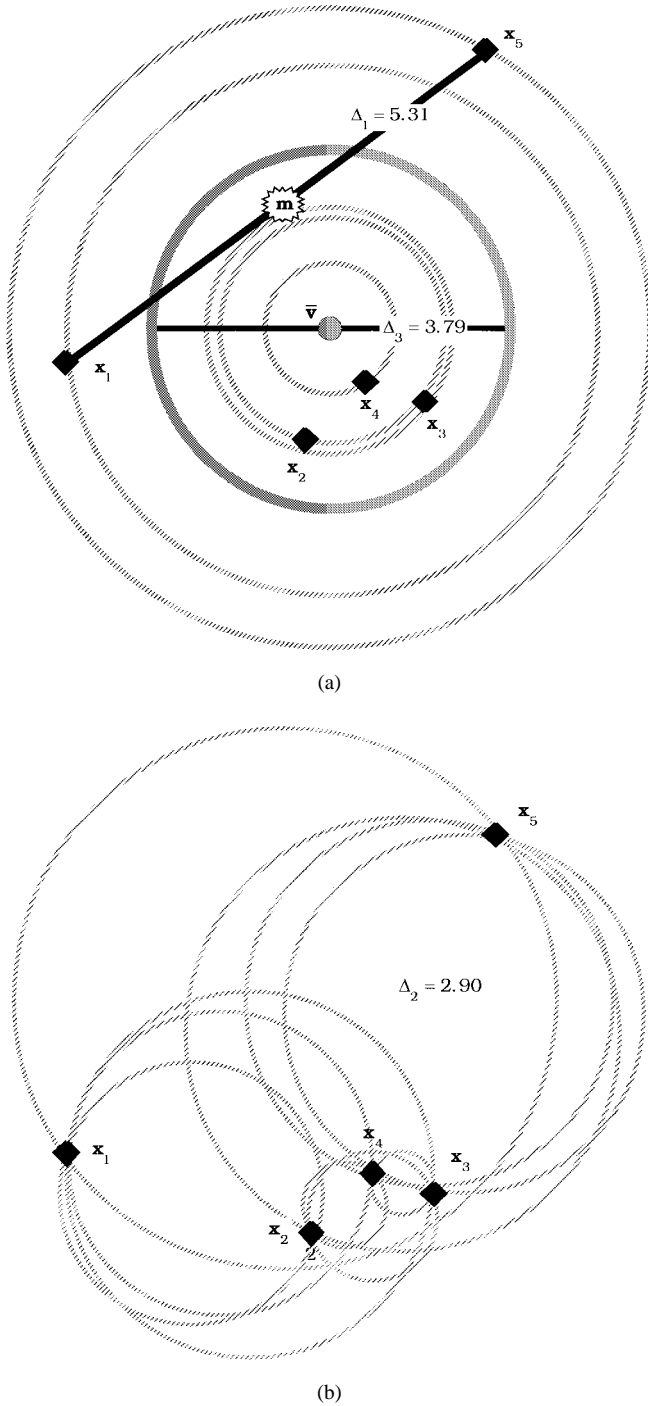 x₅
Δ₁ = 5.31
m
v̅
Δ₃ = 3.79
x₁
x₄
x₃
x₂
(a)
x₅
Δ₂ = 2.90
x₄
x₁
x₃
x₂
2
(b)